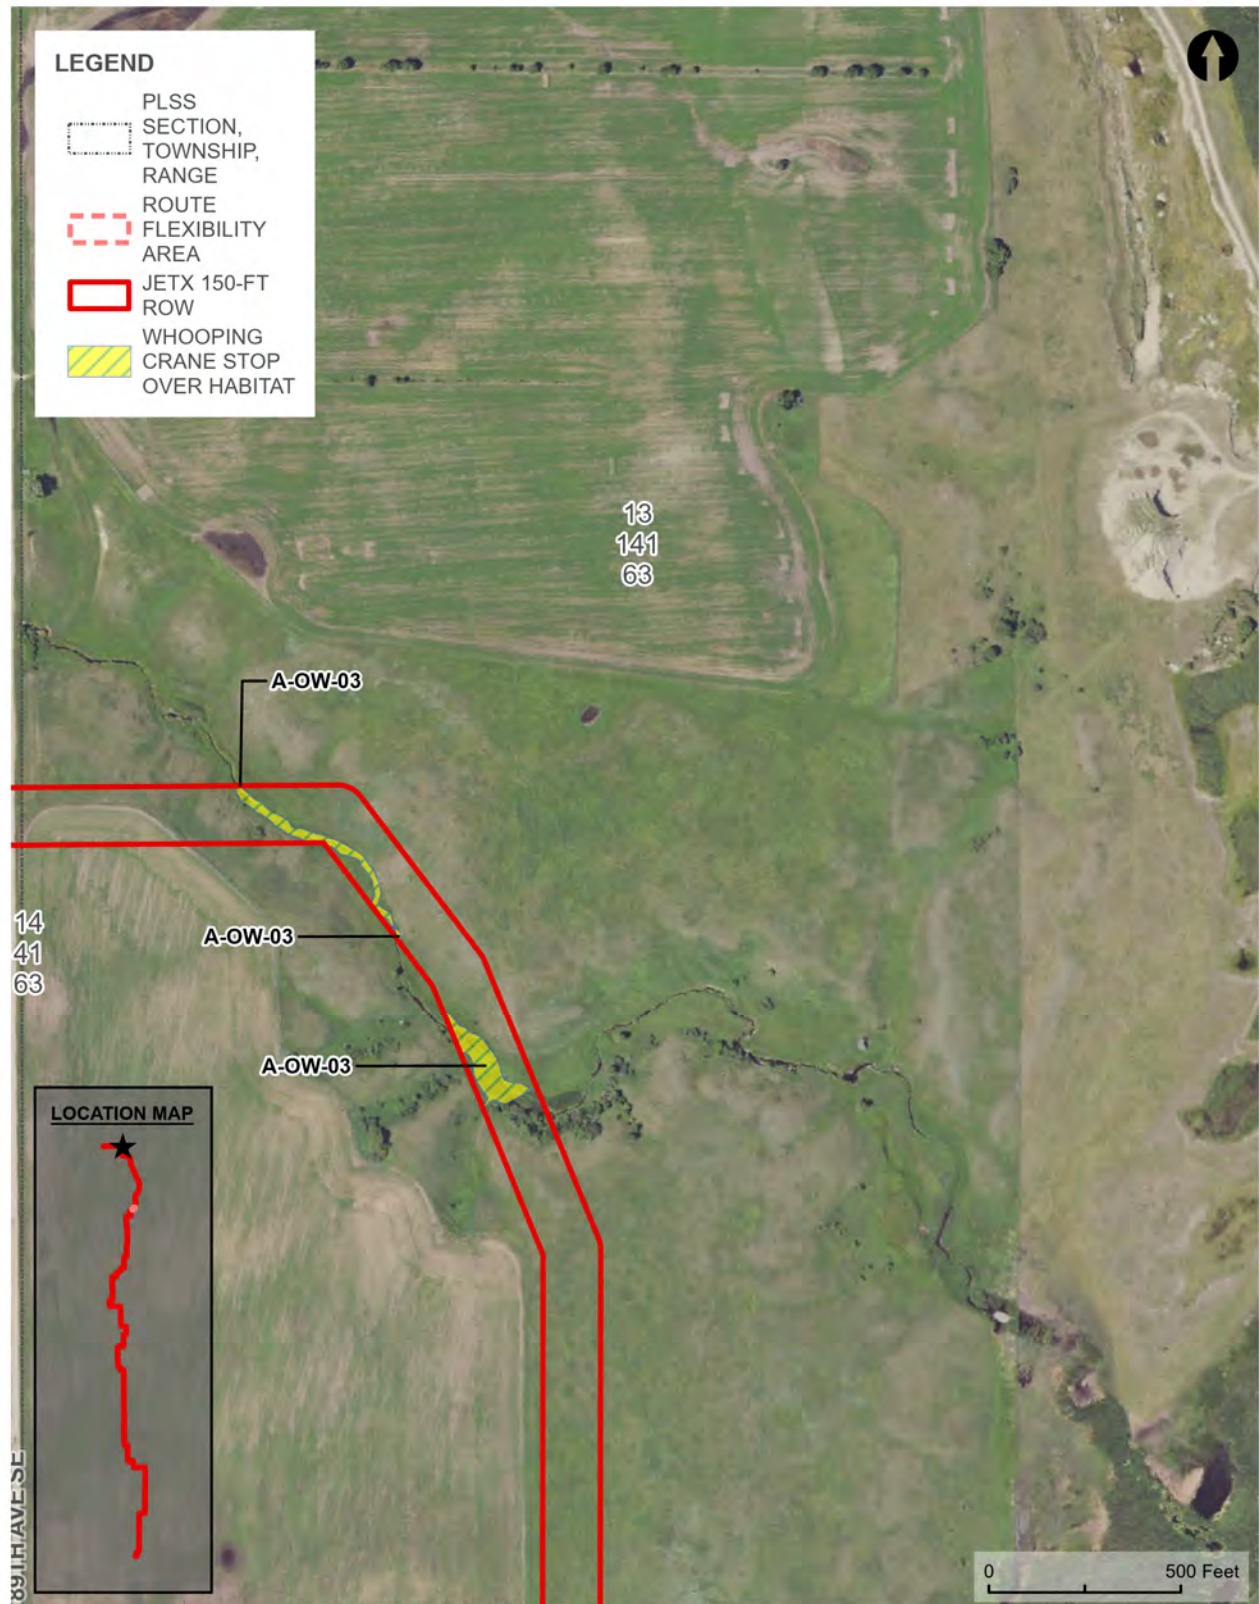 LEGEND
PLSS
SECTION,
TOWNSHIP,
RANGE
ROUTE
FLEXIBILITY
AREA
JETX 150-FT
ROW
WHOOPING
CRANE STOP
OVER HABITAT
13
141
63
A-OW-03
14
41
63
A-OW-03
A-OW-03
LOCATION MAP
89TH AVE SE
0 500 Feet